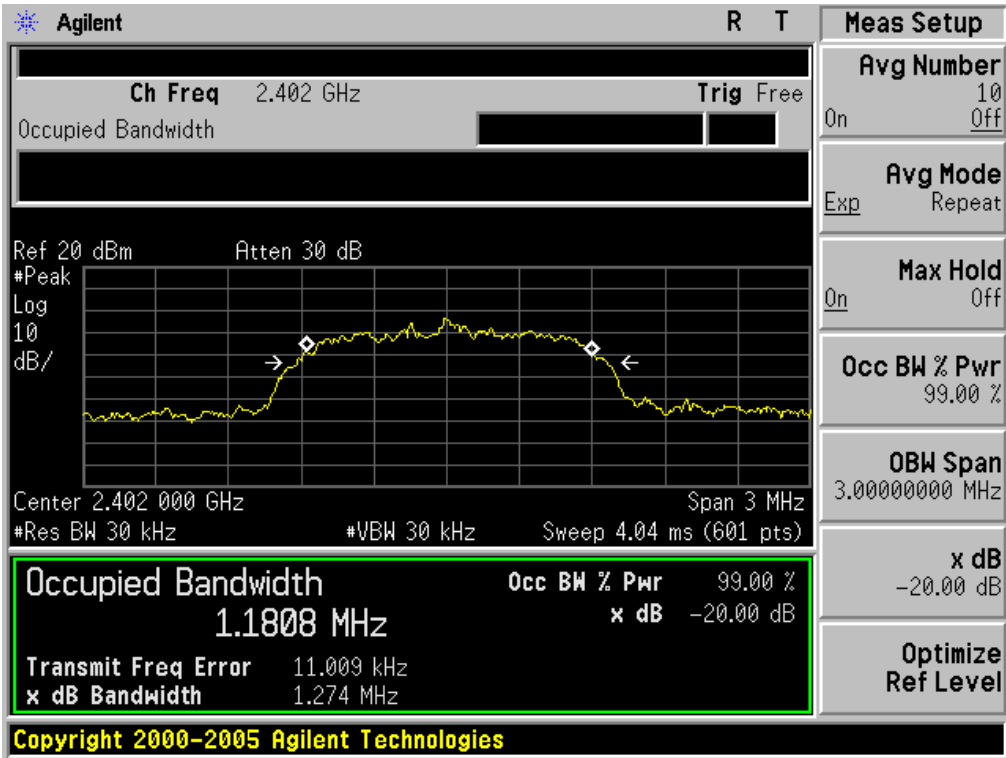 Agilent R T
Meas Setup
Ch Freq 2.402 GHz Trig Free
Occupied Bandwidth
Ref 20 dBm Atten 30 dB
#Peak
Log
10
dB/
Center 2.402 000 GHz Span 3 MHz
#Res BW 30 kHz #VBW 30 kHz Sweep 4.04 ms (601 pts)
Occupied Bandwidth Occ BW % Pwr 99.00 %
1.1808 MHz x dB -20.00 dB
Transmit Freq Error 11.009 kHz
x dB Bandwidth 1.274 MHz
Copyright 2000-2005 Agilent Technologies
Avg Number
10
On Off
Avg Mode
Exp Repeat
Max Hold
On Off
Occ BW % Pwr
99.00 %
OBW Span
3.00000000 MHz
x dB
-20.00 dB
Optimize
Ref Level